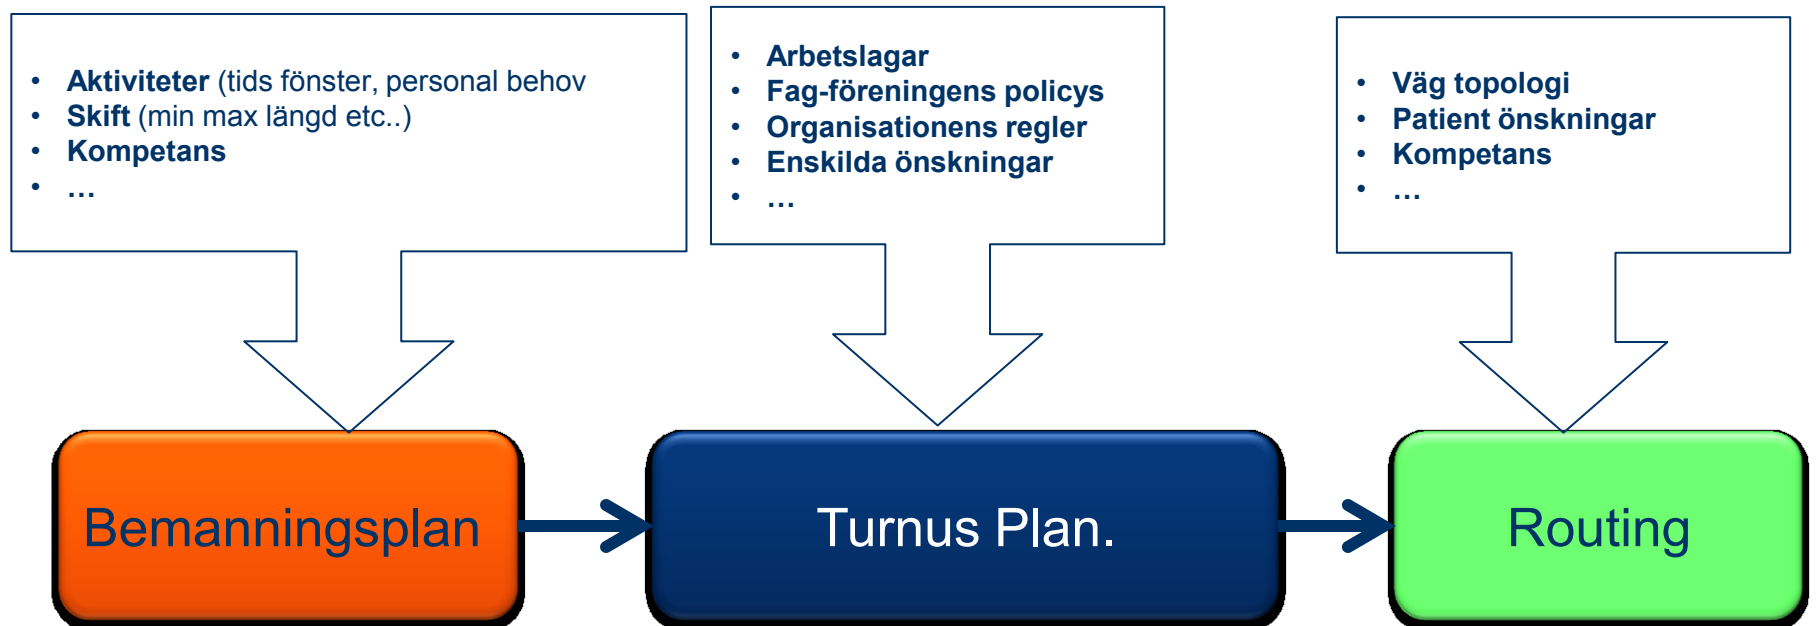 • Aktiviteter (tids fönster, personal behov
• Skift (min max längd etc..)
• Kompetans
• …
• Arbetslagar
• Fag-föreningens policys
• Organisationens regler
• Enskilda önskningar
• …
• Väg topologi
• Patient önskningar
• Kompetans
• …
Bemanningsplan
Turnus Plan.
Routing